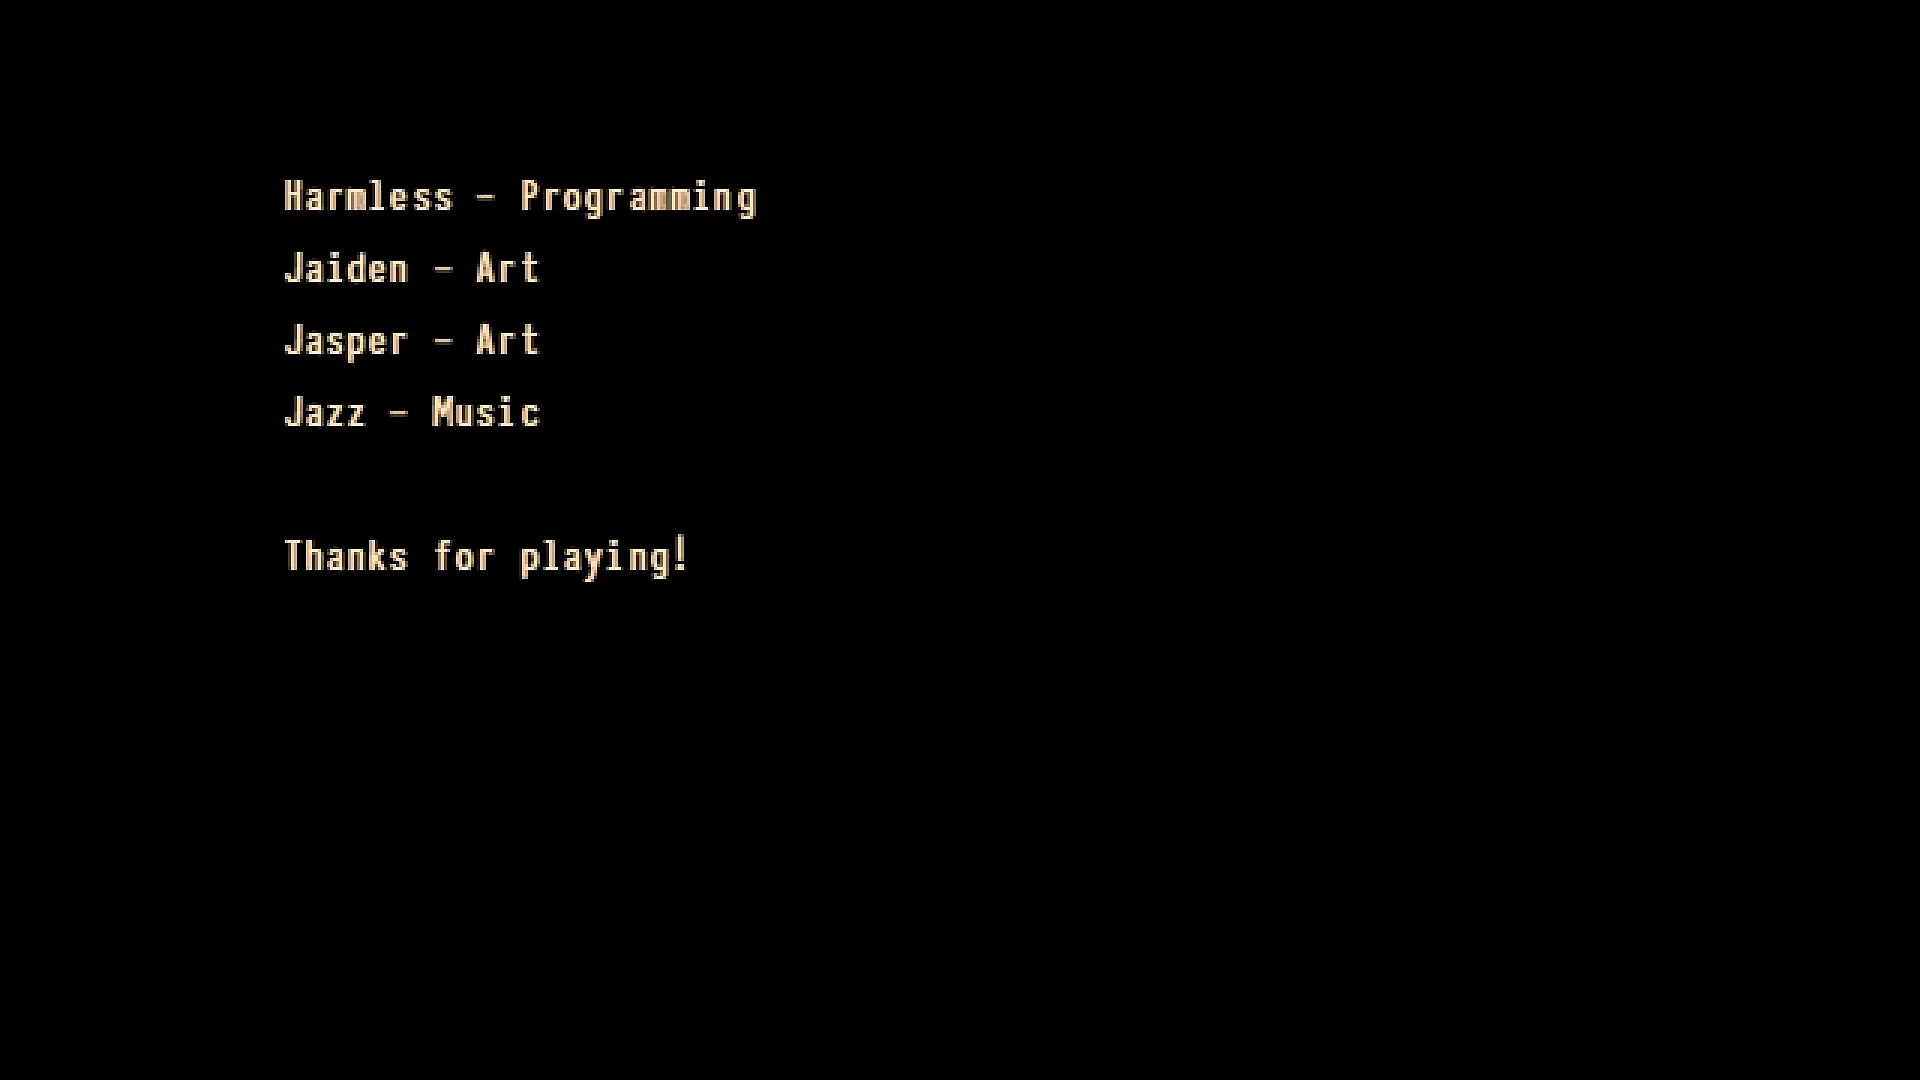 Harmless - Programming
Jaiden - Art
Jasper - Art
Jazz - Music
Thanks for playing!